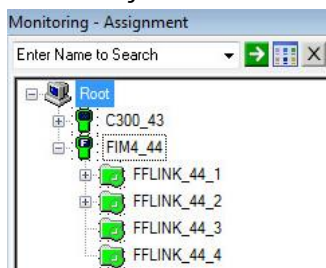 Monitoring - Assignment
Enter Name to Search
Root
C300_43
FIM4_44
FFLINK_44_1
FFLINK_44_2
FFLINK_44_3
FFLINK_44_4